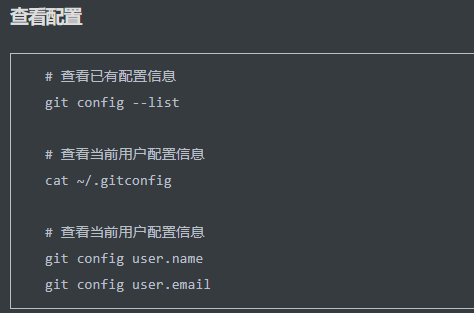 查看配置
# 查看已有配置信息
git config --list
# 查看当前用户配置信息
cat ~/.gitconfig
# 查看当前用户配置信息
git config user.name
git config user.email